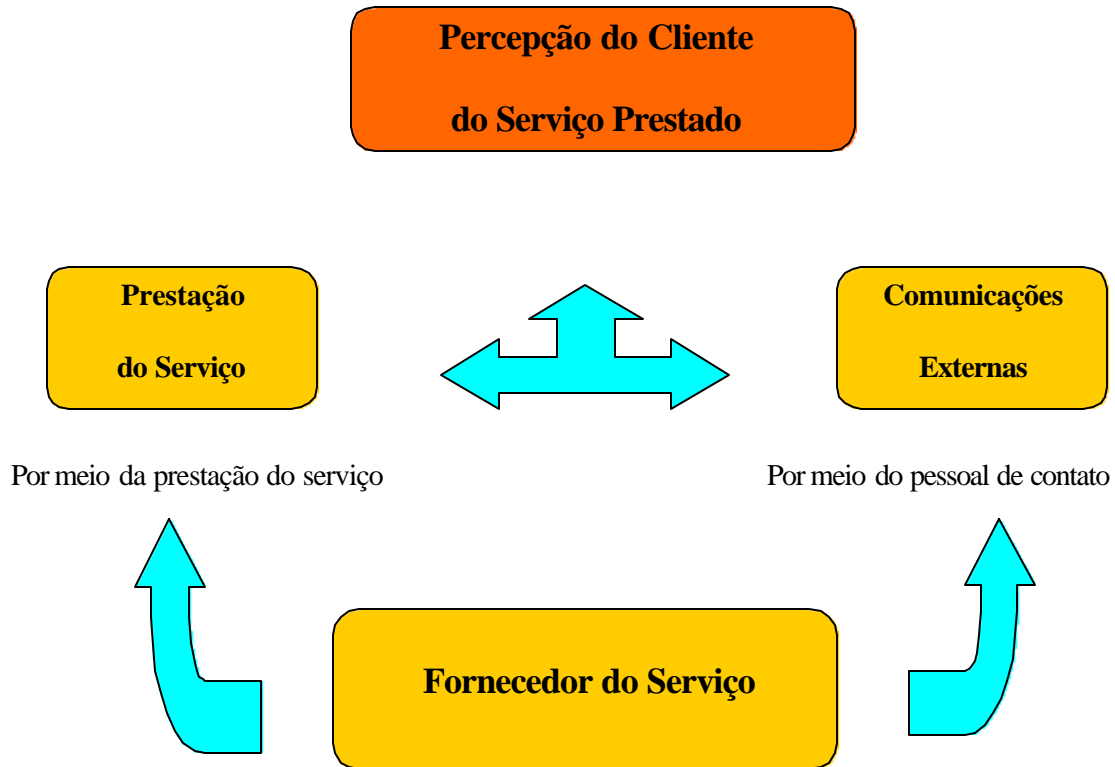 Percepção do Cliente
do Serviço Prestado
Prestação
do Serviço
Comunicações
Externas
Por meio da prestação do serviço
Por meio do pessoal de contato
Fornecedor do Serviço